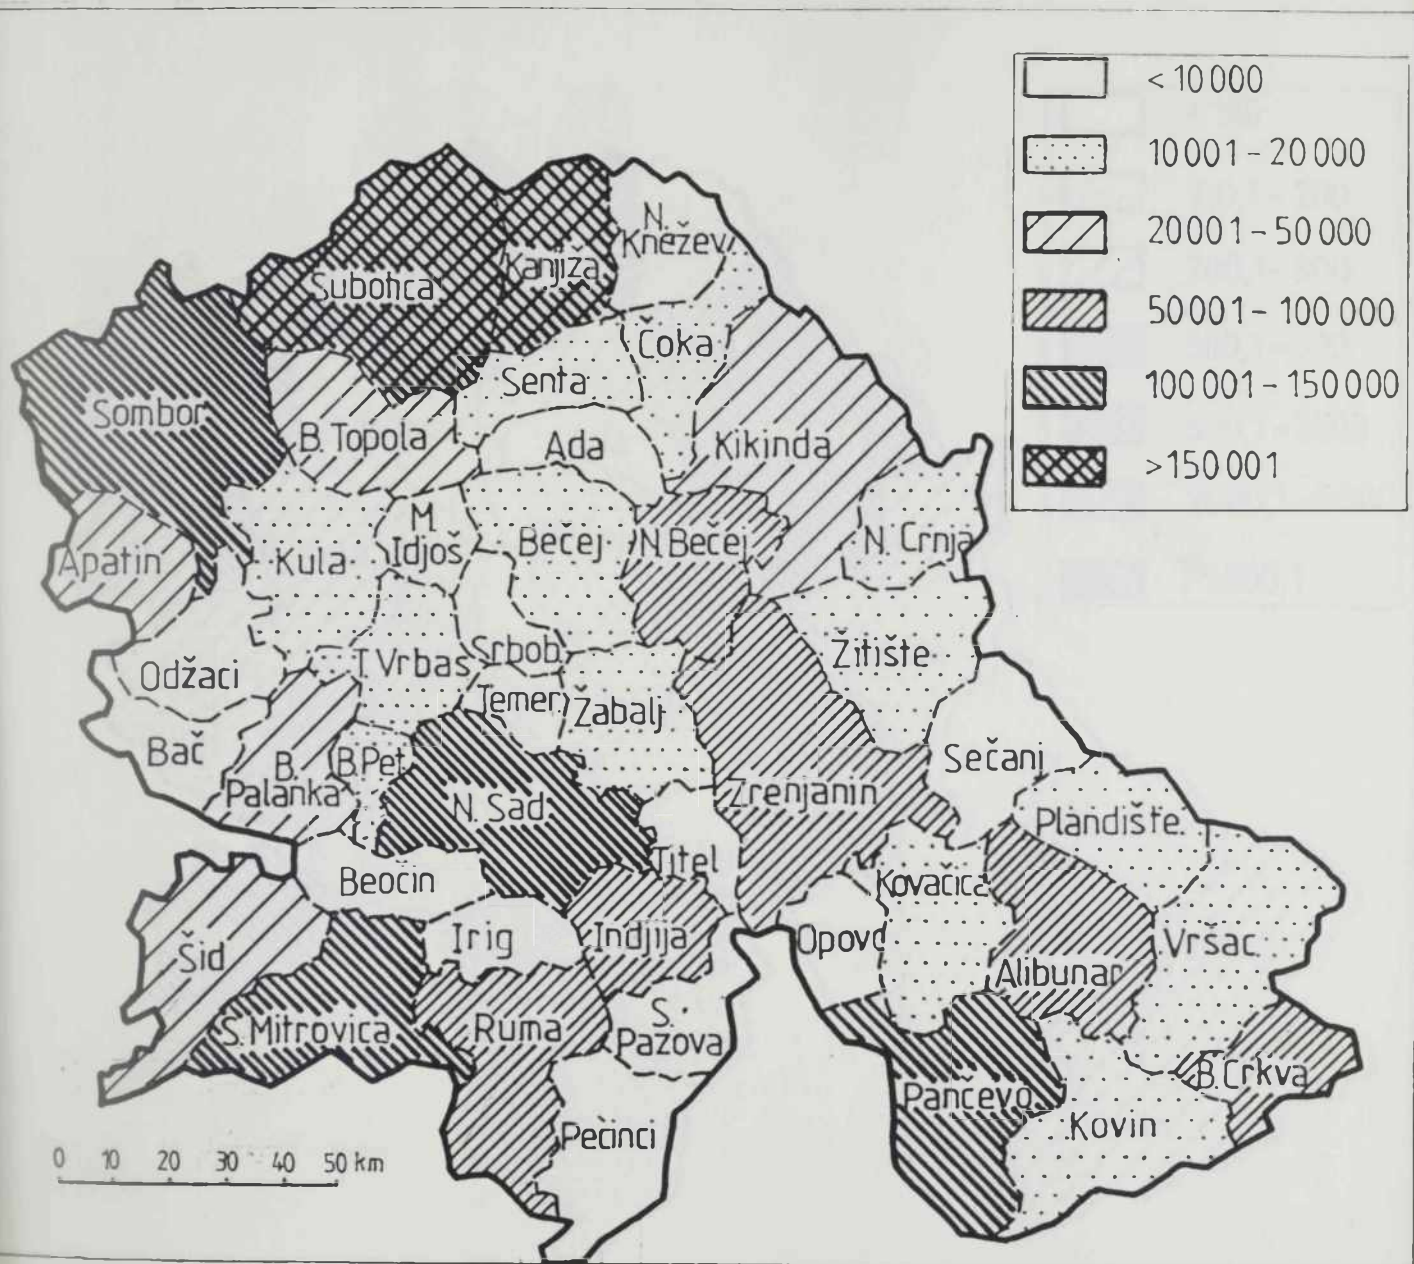 < 10 000
10 001 - 20 000
20 001 - 50 000
50 001 - 100 000
100 001 - 150 000
> 150 001
N.
Knežev
Subotica
Kanjiža
Čoka
Senta
Sombor
B. Topola
Ada
Kikinda
M.
Idjoš
Bečej
N. Bečej
N. Crnja
Apatin
Kula
Srbob.
Žitište
Odžaci
T. Vrbas
Temer.
Žabalj
Bač
B.
Palanka
B. Pet.
Sečanj
N. Sad
Zrenjanin
Plandište
Titel
Beočin
Kovačica
Šid
Irig
Indjija
Opovo
Alibunar
Vršac
S. Mitrovica
Ruma
S.
Pazova
Pančevo
B. Crkva
Pećinci
Kovin
0 10 20 30 40 50 km